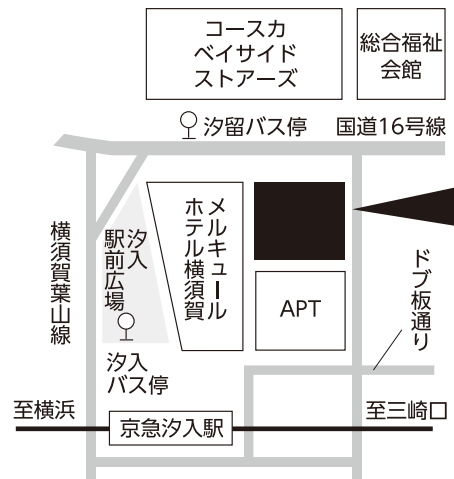 コースカ
ベイサイド
ストアーズ
総合福祉
会館
汐留バス停
国道16号線
横須賀葉山線
汐入
駅前広場
メルキュール
ホテル横須賀
APT
ドブ板通り
汐入
バス停
至横浜
京急汐入駅
至三崎口